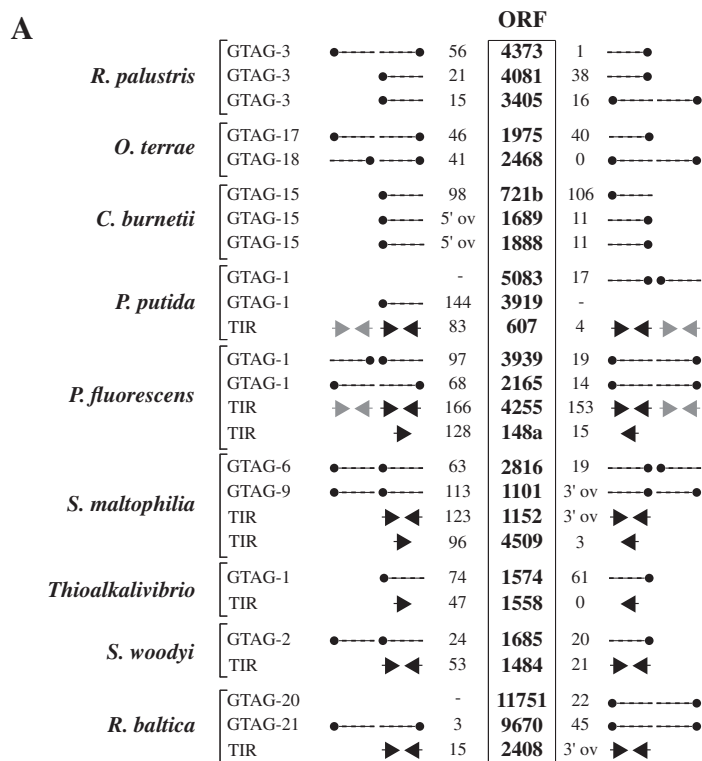 A
ORF
R. palustris
GTAG-3 56 4373 1
GTAG-3 21 4081 38
GTAG-3 15 3405 16
O. terrae
GTAG-17 46 1975 40
GTAG-18 41 2468 0
C. burnetii
GTAG-15 98 721b 106
GTAG-15 5' ov 1689 11
GTAG-15 5' ov 1888 11
P. putida
GTAG-1 - 5083 17
GTAG-1 144 3919 -
TIR 83 607 4
P. fluorescens
GTAG-1 97 3939 19
GTAG-1 68 2165 14
TIR 166 4255 153
TIR 128 148a 15
S. maltophilia
GTAG-6 63 2816 19
GTAG-9 113 1101 3' ov
TIR 123 1152 3' ov
TIR 96 4509 3
Thioalkalivibrio
GTAG-1 74 1574 61
TIR 47 1558 0
S. woodyi
GTAG-2 24 1685 20
TIR 53 1484 21
R. baltica
GTAG-20 - 11751 22
GTAG-21 3 9670 45
TIR 15 2408 3' ov